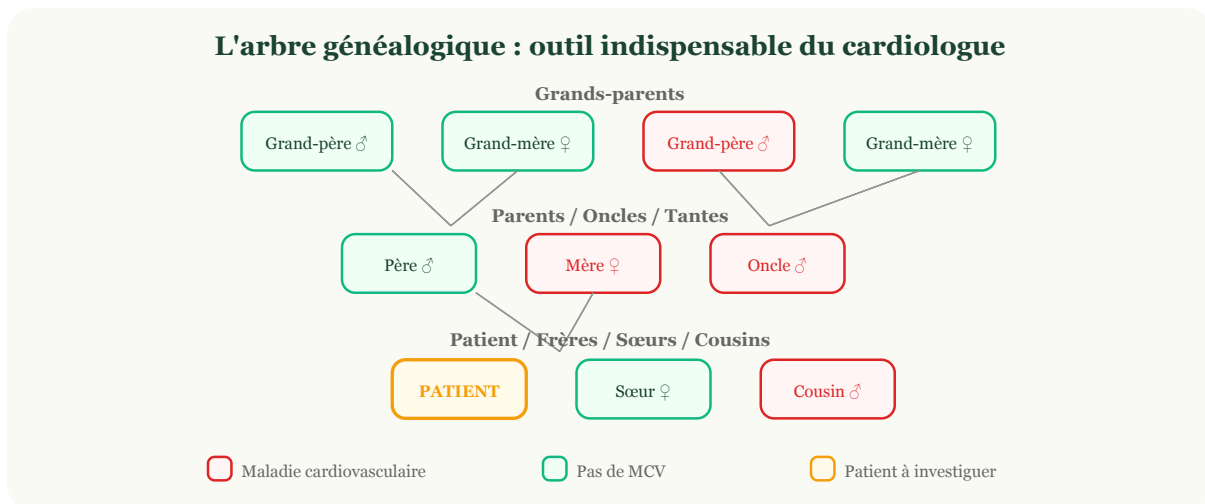 L'arbre généalogique : outil indispensable du cardiologue
Grands-parents
Grand-père ♂
Grand-mère ♀
Grand-père ♂
Grand-mère ♀
Parents / Oncles / Tantes
Père ♂
Mère ♀
Oncle ♂
Patient / Frères / Sœurs / Cousins
PATIENT
Sœur ♀
Cousin ♂
Maladie cardiovasculaire
Pas de MCV
Patient à investiguer